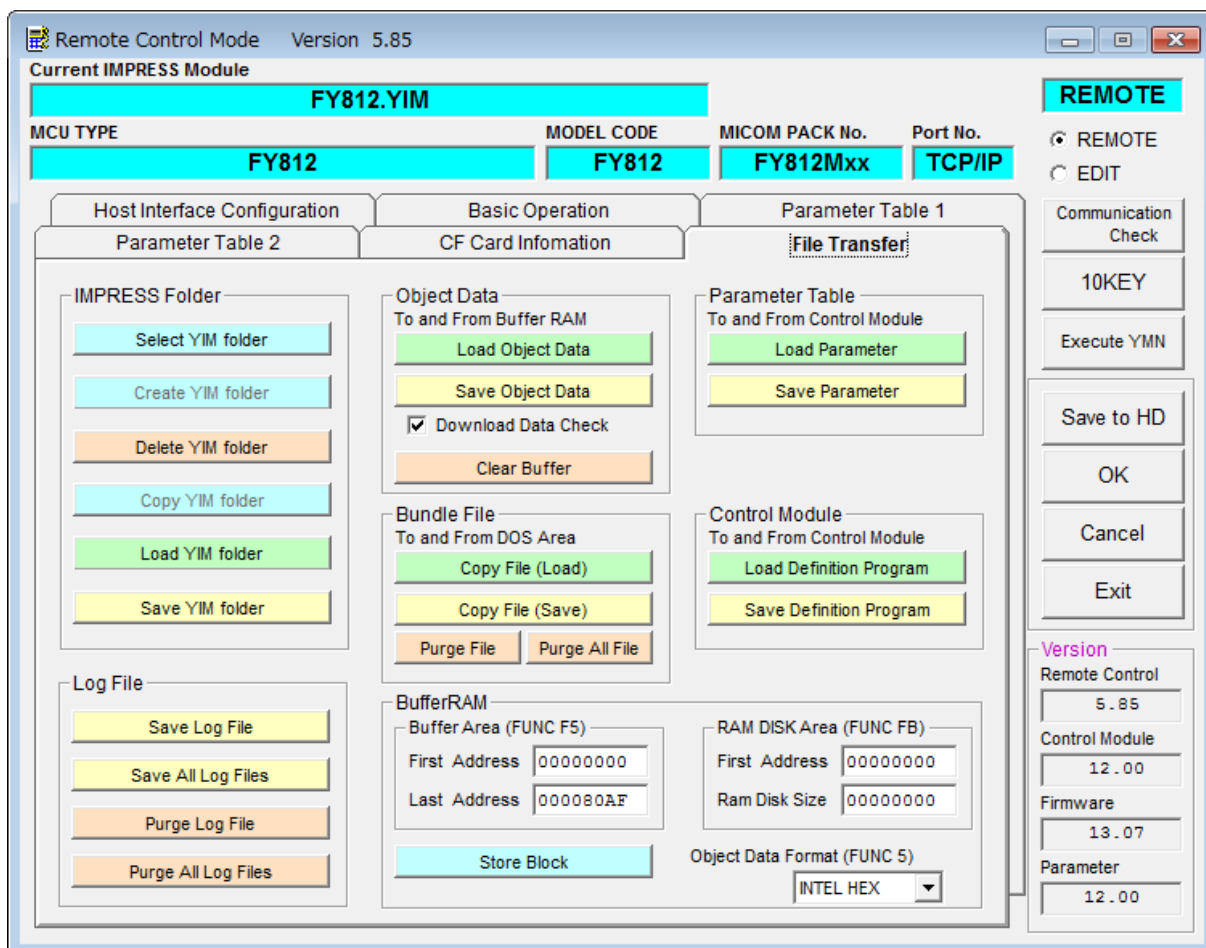 Remote Control Mode Version 5.85
Current IMPRESS Module
FY812.YIM
REMOTE
MCU TYPE
MODEL CODE
MICOM PACK No.
Port No.
FY812
FY812
FY812Mxx
TCP/IP
REMOTE
EDIT
Host Interface Configuration
Basic Operation
Parameter Table 1
Parameter Table 2
CF Card Infomation
File Transfer
Communication
Check
10KEY
Execute YMN
Save to HD
OK
Cancel
Exit
IMPRESS Folder
Select YIM folder
Create YIM folder
Delete YIM folder
Copy YIM folder
Load YIM folder
Save YIM folder
Log File
Save Log File
Save All Log Files
Purge Log File
Purge All Log Files
Object Data
To and From Buffer RAM
Load Object Data
Save Object Data
Download Data Check
Clear Buffer
Bundle File
To and From DOS Area
Copy File (Load)
Copy File (Save)
Purge File
Purge All File
Parameter Table
To and From Control Module
Load Parameter
Save Parameter
Control Module
To and From Control Module
Load Definition Program
Save Definition Program
BufferRAM
Buffer Area (FUNC F5)
First Address 00000000
Last Address 000080AF
RAM DISK Area (FUNC FB)
First Address 00000000
Ram Disk Size 00000000
Store Block
Object Data Format (FUNC 5)
INTEL HEX
Version
Remote Control
5.85
Control Module
12.00
Firmware
13.07
Parameter
12.00